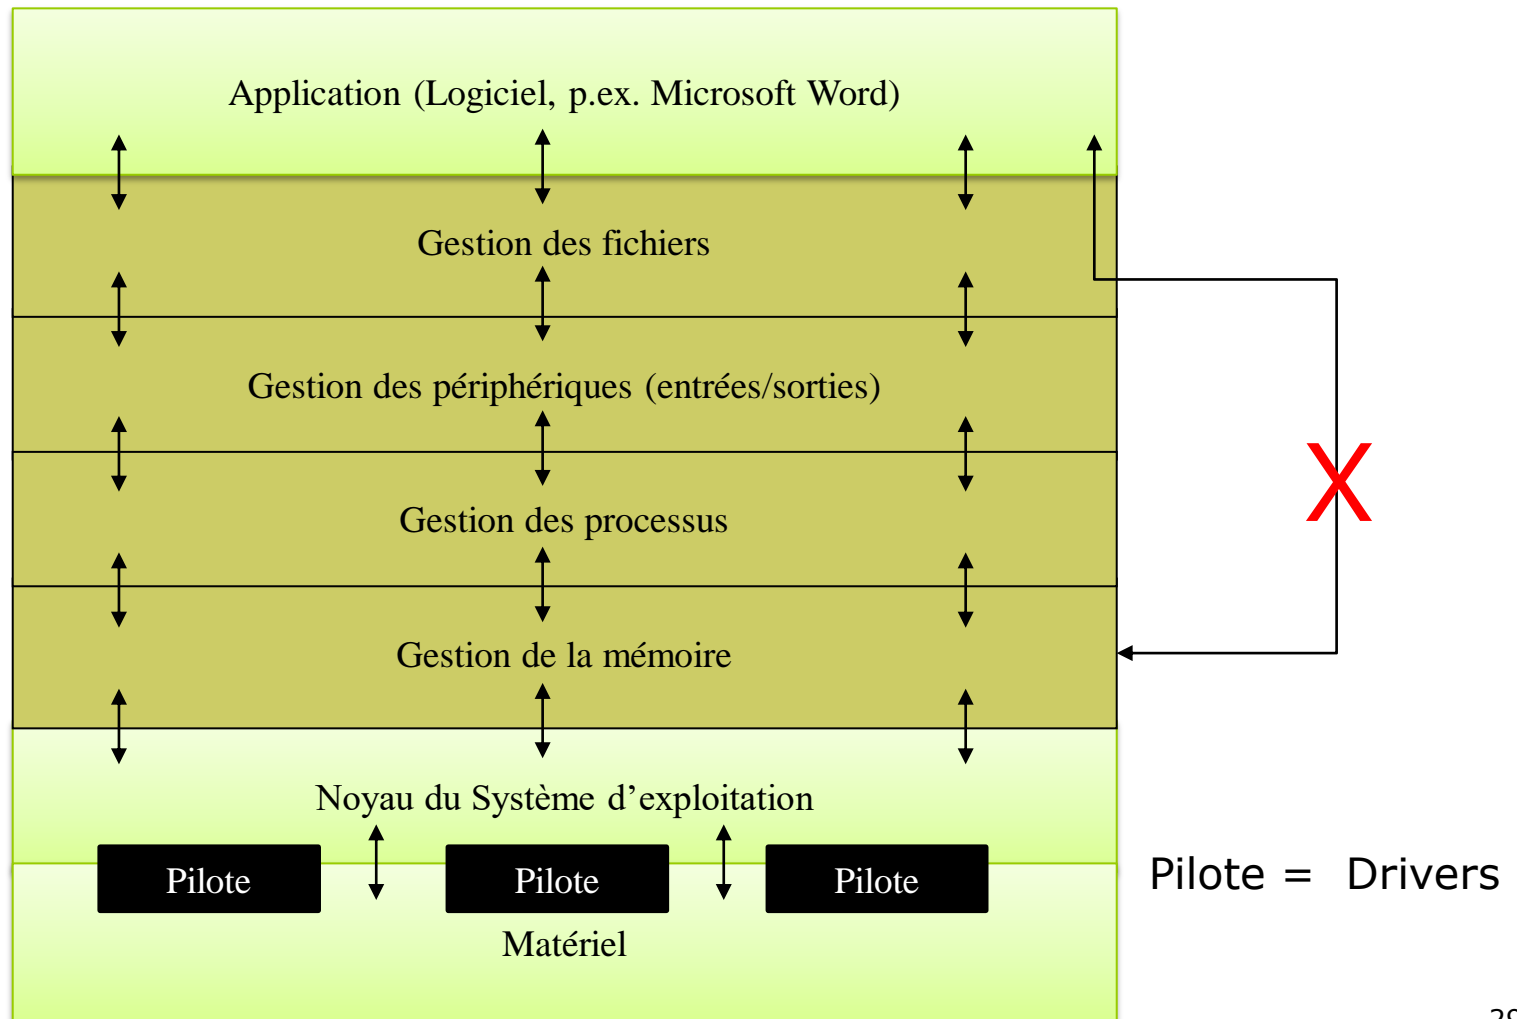 Application (Logiciel, p.ex. Microsoft Word)
Gestion des fichiers
Gestion des périphériques (entrées/sorties)
X
Gestion des processus
Gestion de la mémoire
Noyau du Système d’exploitation
Pilote
Pilote
Pilote
Pilote = Drivers
Matériel